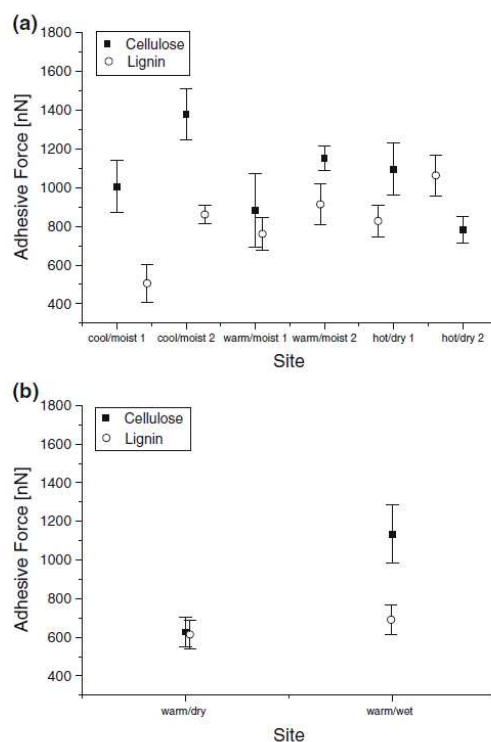 (a)
1800
1600
1400
1200
1000
800
600
400
Adhesive Force [nN]
Cellulose
Lignin
cool/moist 1 cool/moist 2 warm/moist 1 warm/moist 2 hot/dry 1 hot/dry 2
Site
(b)
1800
1600
1400
1200
1000
800
600
400
Adhesive Force [nN]
Cellulose
Lignin
warm/dry warm/wet
Site